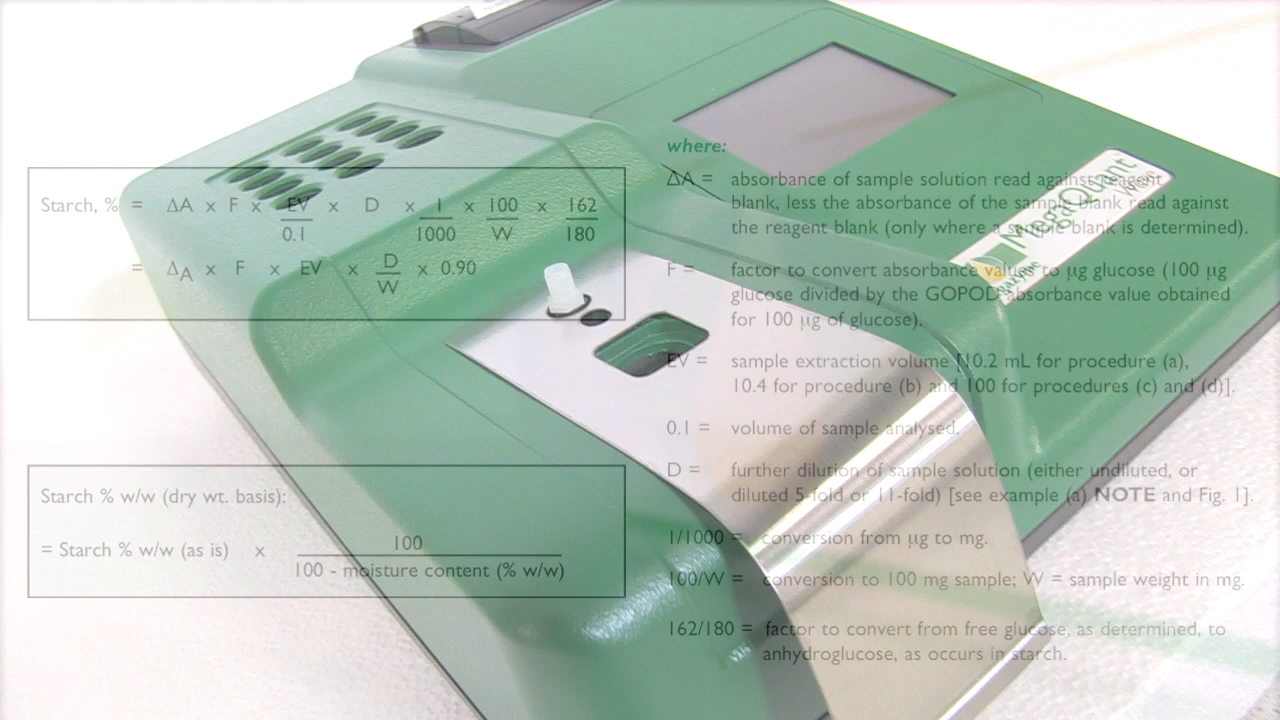 Starch, % = ΔA x F x EV/0.1 x D x 1/1000 x 100/W x 162/180
= ΔA x F x EV x D/W x 0.90
Starch % w/w (dry wt. basis):
= Starch % w/w (as is) x 100/100 - moisture content (% w/w)
where:
ΔA = absorbance of sample solution read against reagent
blank, less the absorbance of the sample blank read against
the reagent blank (only where a sample blank is determined).
F = factor to convert absorbance values to µg glucose (100 µg
glucose divided by the GOPOD absorbance value obtained
for 100 µg of glucose).
EV = sample extraction volume [10.2 mL for procedure (a),
10.4 for procedure (b) and 100 for procedures (c) and (d)].
0.1 = volume of sample analysed.
D = further dilution of sample solution (either undiluted, or
diluted 5-fold or 11-fold) [see example (a) NOTE and Fig. 1].
1/1000 = conversion from µg to mg.
100/W = conversion to 100 mg sample; W = sample weight in mg.
162/180 = factor to convert from free glucose, as determined, to
anhydroglucose, as occurs in starch.
MegaQuant